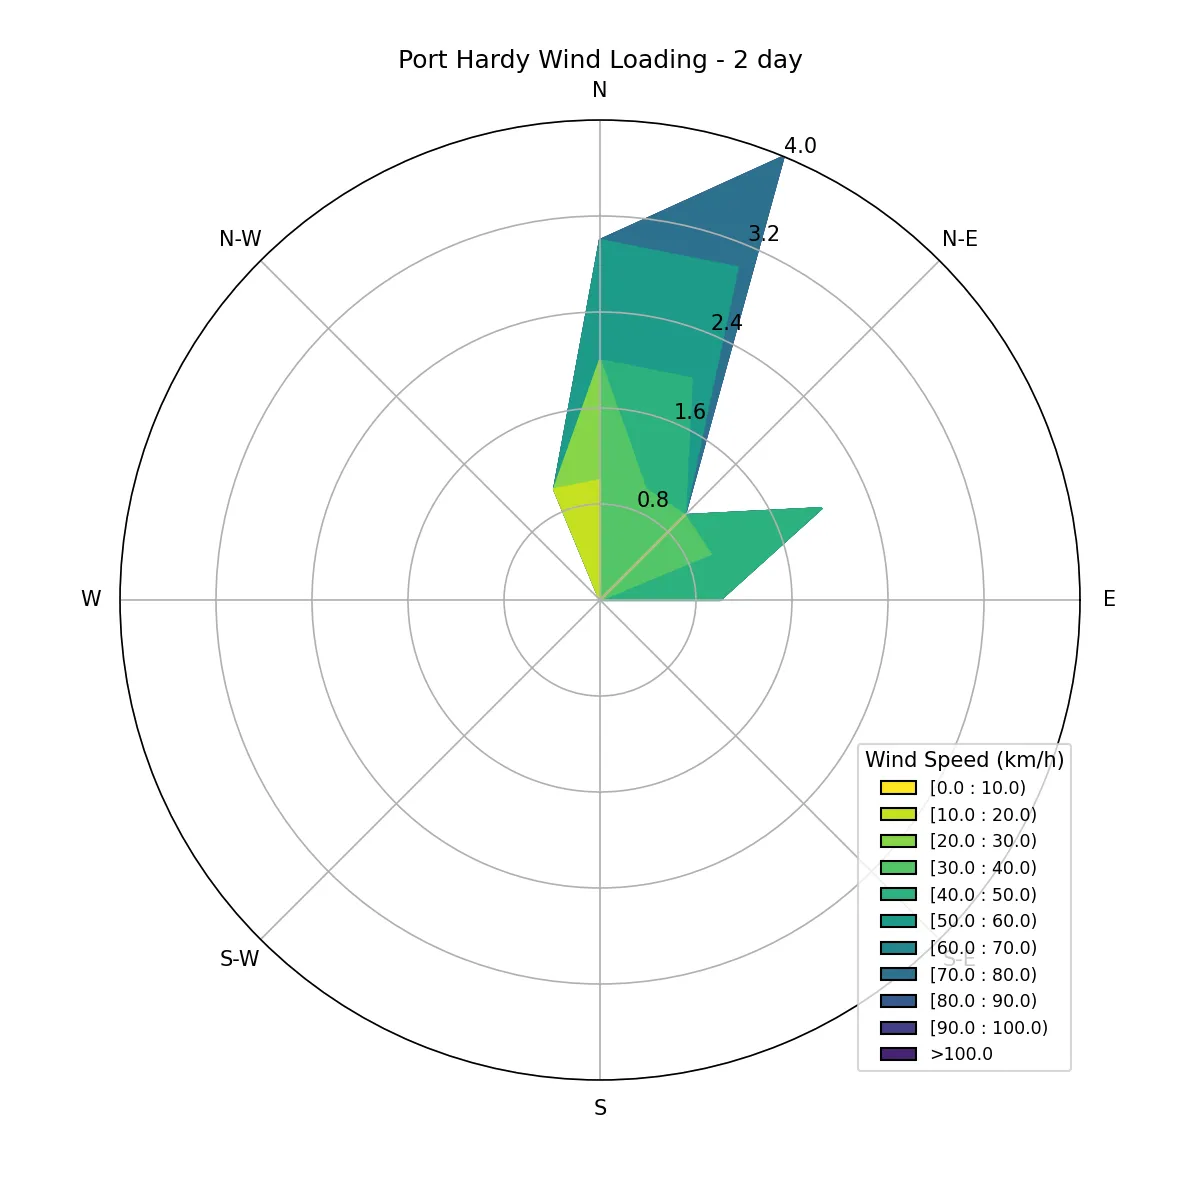 Port Hardy Wind Loading - 2 day
N
4.0
N-W
3.2
N-E
2.4
1.6
0.8
W
E
Wind Speed (km/h)
[0.0 : 10.0)
[10.0 : 20.0)
[20.0 : 30.0)
[30.0 : 40.0)
[40.0 : 50.0)
[50.0 : 60.0)
[60.0 : 70.0)
S-W
S-E
[70.0 : 80.0)
[80.0 : 90.0)
[90.0 : 100.0)
>100.0
S